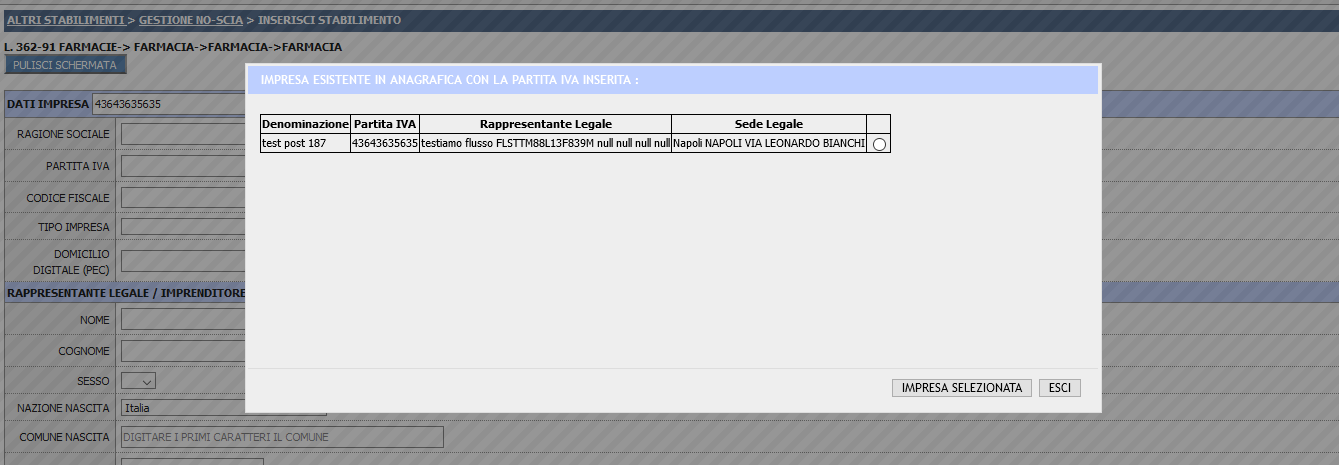 ALTRI STABILIMENTI > GESTIONE NO-SCIA > INSERISCI STABILIMENTO
L. 362-91 FARMACIE-> FARMACIA->FARMACIA->FARMACIA
PULISCI SCHERMATA
IMPRESA ESISTENTE IN ANAGRAFICA CON LA PARTITA IVA INSERITA :
DATI IMPRESA 43643635635
Denominazione Partita IVA Rappresentante Legale Sede Legale
RAGIONE SOCIALE
test post 187 43643635635 testiamo flusso FLSTTM88L13F839M null null null null Napoli NAPOLI VIA LEONARDO BIANCHI
PARTITA IVA
CODICE FISCALE
TIPO IMPRESA
DOMICILIO
DIGITALE (PEC)
RAPPRESENTANTE LEGALE / IMPRENDITORE
NOME
COGNOME
SESSO
IMPRESA SELEZIONATA ESCI
NAZIONE NASCITA Italia
COMUNE NASCITA DIGITARE I PRIMI CARATTERI IL COMUNE